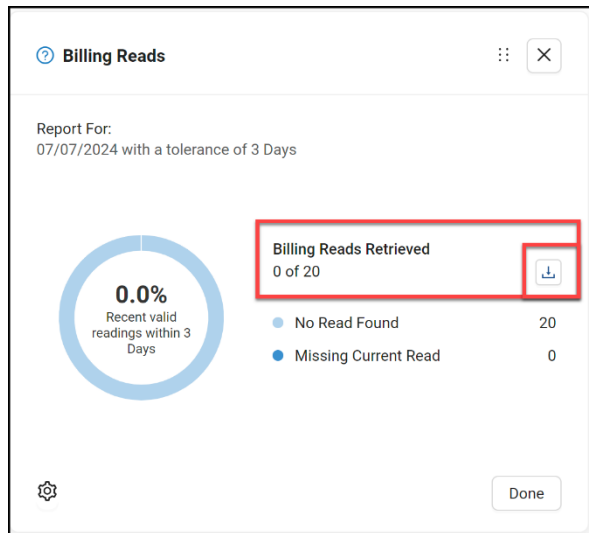 Billing Reads
Report For:
07/07/2024 with a tolerance of 3 Days
0.0%
Recent valid
readings within 3
Days
Billing Reads Retrieved
0 of 20
No Read Found 20
Missing Current Read 0
Done